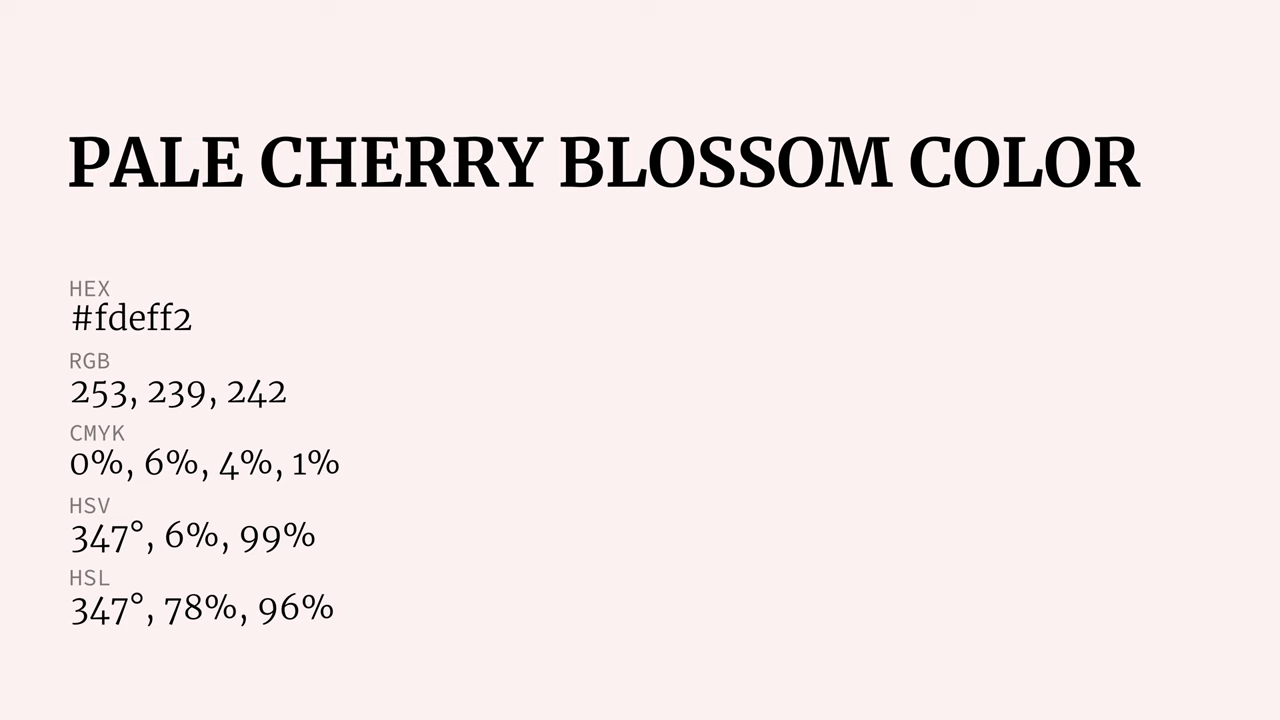 PALE CHERRY BLOSSOM COLOR
HEX
#fdeff2
RGB
253, 239, 242
CMYK
0%, 6%, 4%, 1%
HSV
347°, 6%, 99%
HSL
347°, 78%, 96%